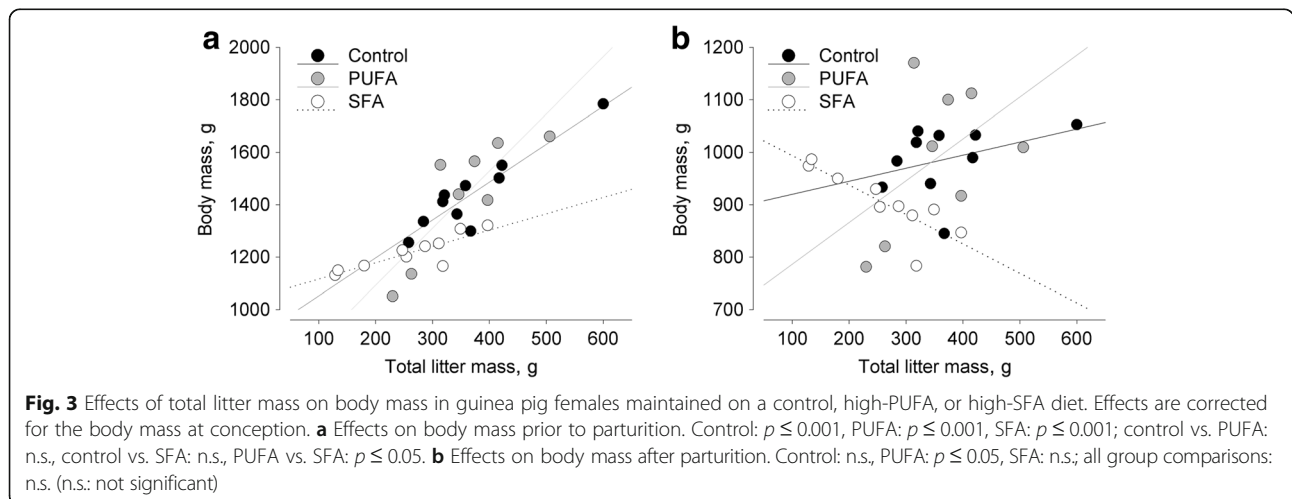 a
b
2000
1800
1600
1400
1200
1000
Body mass, g
Control
PUFA
SFA
100 200 300 400 500 600
Total litter mass, g
1200
1100
1000
900
800
700
Body mass, g
Control
PUFA
SFA
100 200 300 400 500 600
Total litter mass, g
Fig. 3 Effects of total litter mass on body mass in guinea pig females maintained on a control, high-PUFA, or high-SFA diet. Effects are corrected
for the body mass at conception. a Effects on body mass prior to parturition. Control: p ≤ 0.001, PUFA: p ≤ 0.001, SFA: p ≤ 0.001; control vs. PUFA:
n.s., control vs. SFA: n.s., PUFA vs. SFA: p ≤ 0.05. b Effects on body mass after parturition. Control: n.s., PUFA: p ≤ 0.05, SFA: n.s.; all group comparisons:
n.s. (n.s.: not significant)